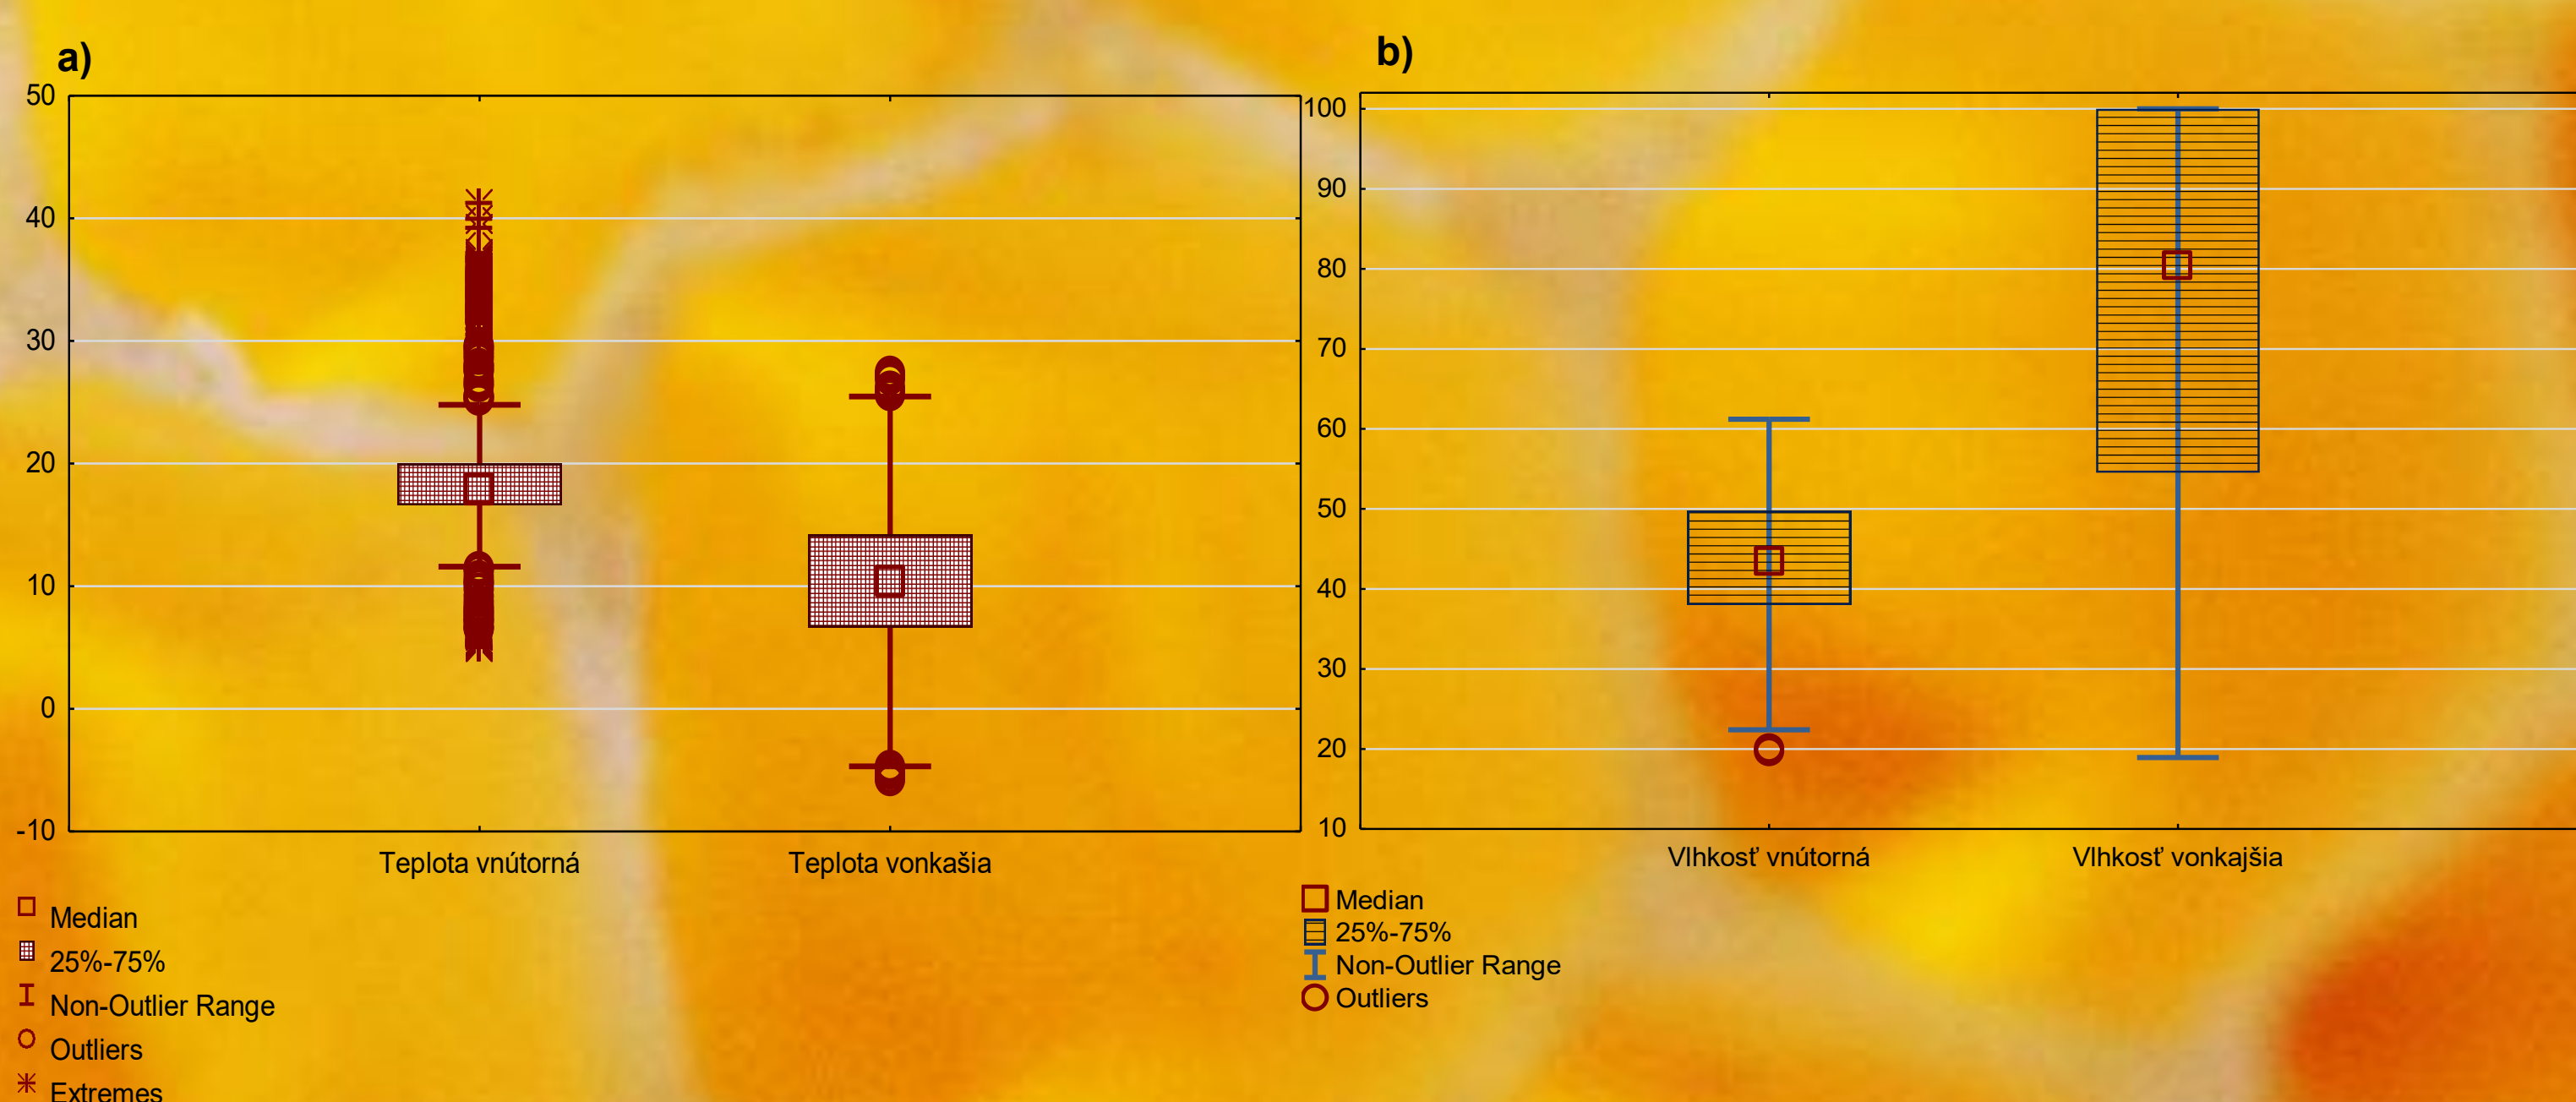 a)
50
40
30
20
10
0
-10
Teplota vnútorná
Teplota vonkašia
Median
25%-75%
Non-Outlier Range
Outliers
Extremes
b)
100
90
80
70
60
50
40
30
20
10
Vlhkosť vnútorná
Vlhkosť vonkajšia
Median
25%-75%
Non-Outlier Range
Outliers